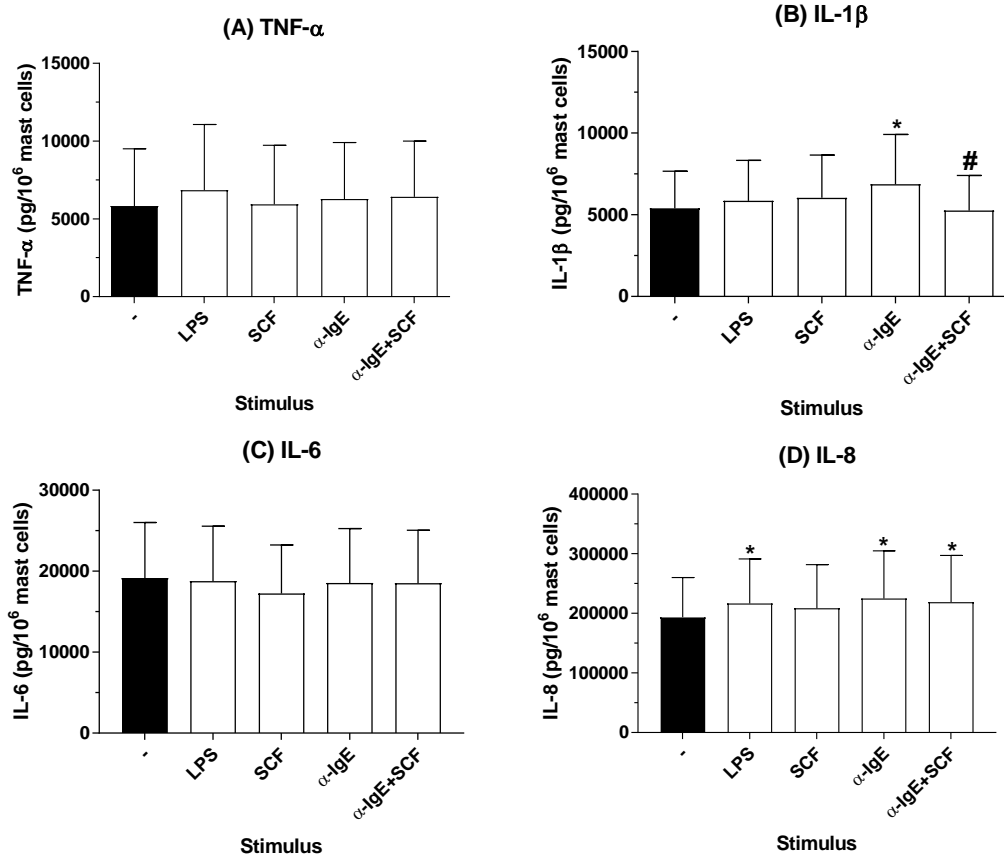 (A) TNF-α
TNF-α (pg/10⁶ mast cells)
15000
10000
5000
0
-
LPS
SCF
α-IgE
α-IgE+SCF
Stimulus
(B) IL-1β
IL-1β (pg/10⁶ mast cells)
15000
10000
5000
0
*
#
-
LPS
SCF
α-IgE
α-IgE+SCF
Stimulus
(C) IL-6
IL-6 (pg/10⁶ mast cells)
30000
20000
10000
0
-
LPS
SCF
α-IgE
α-IgE+SCF
Stimulus
(D) IL-8
IL-8 (pg/10⁶ mast cells)
400000
300000
200000
100000
0
*
*
*
-
LPS
SCF
α-IgE
α-IgE+SCF
Stimulus